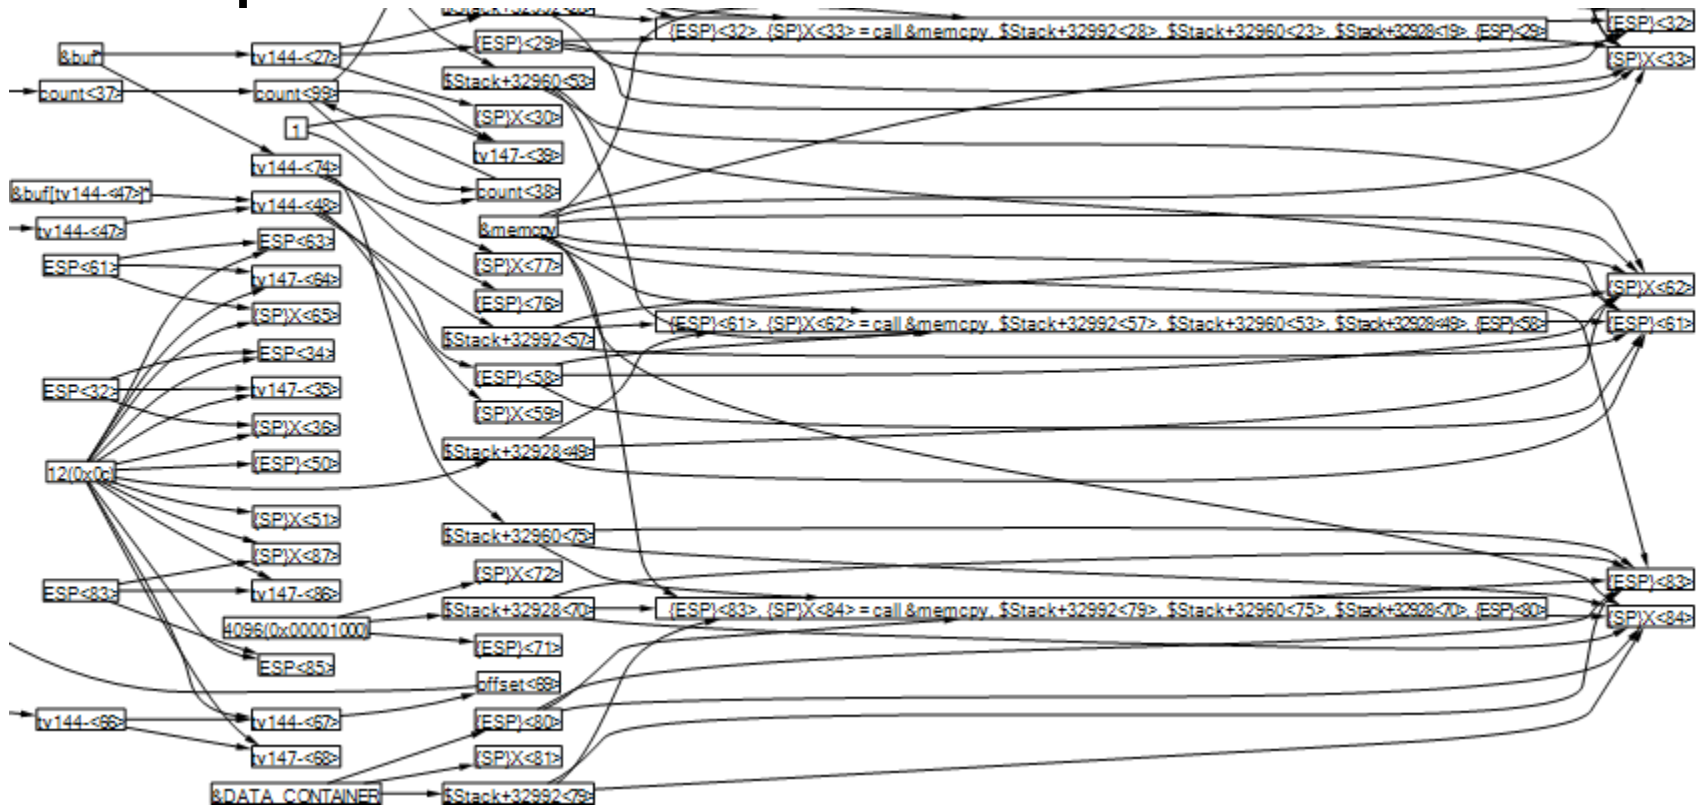 {ESP}<32>
{ESP}<32>, {SP}X<33> = call &memcpy, $Stack+32992<28>, $Stack+32960<23>, $Stack+32928<19>, {ESP}<29>
{ESP}<29>
&buf*
tv144-<27>
{SP}X<33>
$Stack+32960<53>
count<37>
count<99>
{SP}X<30>
1
tv147-<39>
tv144-<74>
&buf[tv144-<47>]*
count<38>
tv144-<48>
tv144-<47>
&memcpy
ESP<63>
ESP<61>
{SP}X<77>
tv147-<64>
{SP}X<62>
{ESP}<76>
{SP}X<65>
{ESP}<61>, {SP}X<62> = call &memcpy, $Stack+32992<57>, $Stack+32960<53>, $Stack+32928<49>, {ESP}<58>
{ESP}<61>
$Stack+32992<57>
ESP<34>
{ESP}<58>
ESP<32>
tv147-<35>
{SP}X<59>
{SP}X<36>
$Stack+32928<49>
{ESP}<50>
12(0x0c)
{SP}X<51>
$Stack+32960<75>
{SP}X<87>
{SP}X<72>
{ESP}<83>
ESP<83>
tv147-<86>
$Stack+32928<70>
{ESP}<83>, {SP}X<84> = call &memcpy, $Stack+32992<79>, $Stack+32960<75>, $Stack+32928<70>, {ESP}<80>
{SP}X<84>
4096(0x00001000)
{ESP}<71>
ESP<85>
offset<69>
tv144-<66>
tv144-<67>
{ESP}<80>
tv147-<68>
{SP}X<81>
&DATA_CONTAINER
$Stack+32992<79>